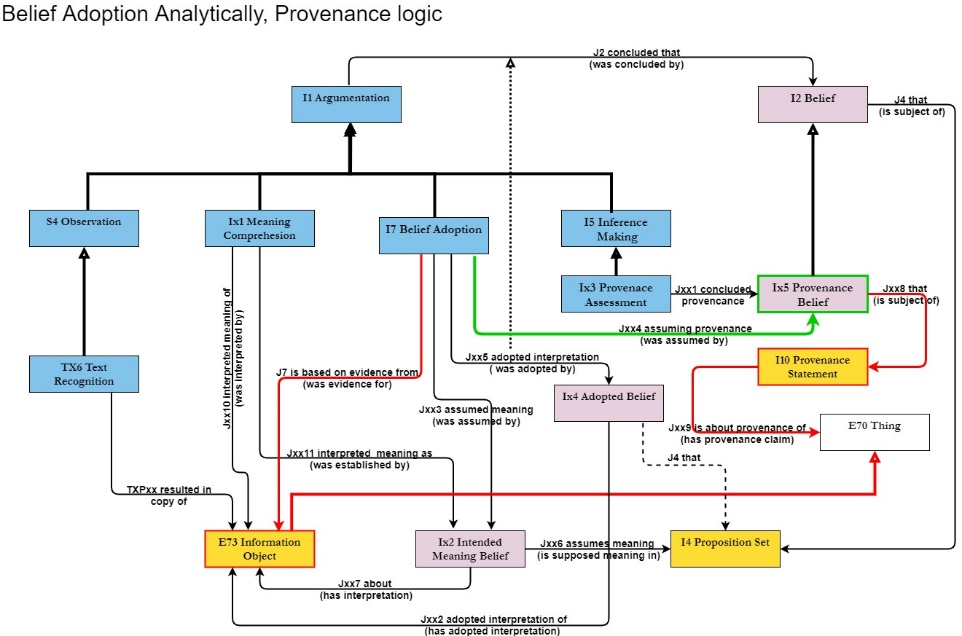 Belief Adoption Analytically, Provenance logic
J2 concluded that
(was concluded by)
I1 Argumentation
I2 Belief
J4 that
(is subject of)
S4 Observation
Ix1 Meaning
Comprehesion
I7 Belief Adoption
I5 Inference
Making
Ix3 Provenace
Assessment
Jxx1 concluded
provencance
Ix5 Provenance
Belief
Jxx8 that
(is subject of)
Jxx4 assuming provenance
(was assumed by)
TX6 Text
Recognition
Jxx10 interpreted meaning of
(was interpreted by)
J7 is based on evidence from
(was evidence for)
Jxx5 adopted interpretation
( was adopted by)
I10 Provenance
Statement
Ix4 Adopted Belief
Jxx3 assumed meaning
(was assumed by)
Jxx9 is about provenance of
(has provenance claim)
E70 Thing
Jxx11 interpreted meaning as
(was established by)
J4 that
TXPxx resulted in
copy of
E73 Information
Object
Ix2 Intended
Meaning Belief
Jxx6 assumes meaning
(is supposed meaning in)
I4 Proposition Set
Jxx7 about
(has interpretation)
Jxx2 adopted interpretation of
(has adopted interpretation)